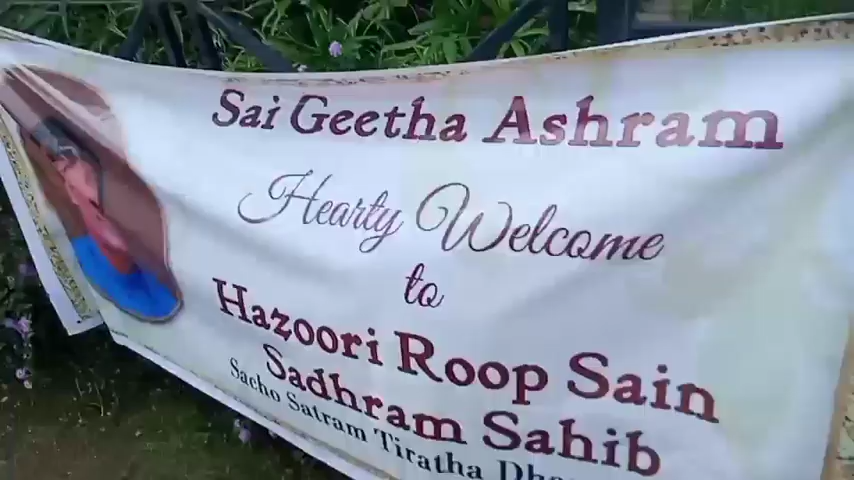 Sai Geetha Ashram
Hearty Welcome
to
Hazoori Roop Sain
Sadhram Sahib
Sacho Satram Tiratha